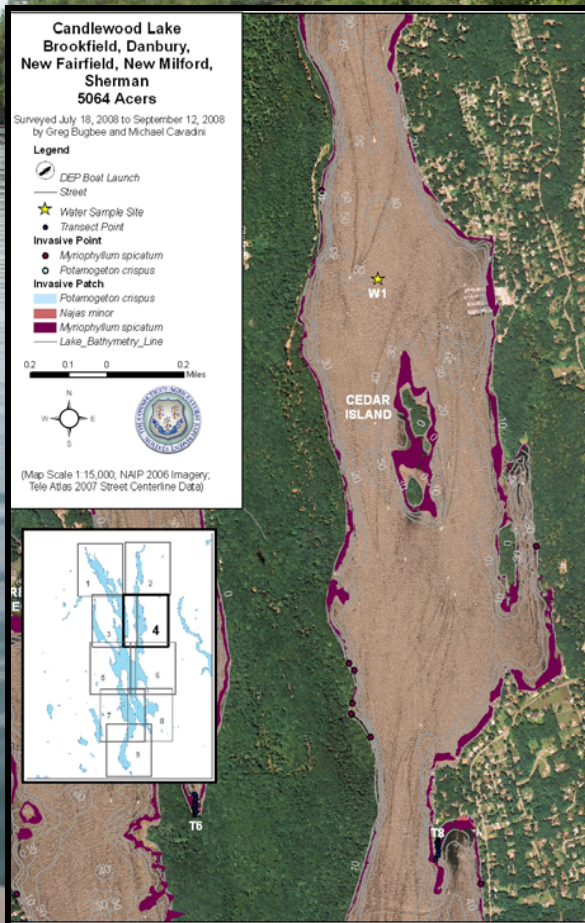 Candlewood Lake
Brookfield, Danbury,
New Fairfield, New Milford,
Sherman
5064 Acers
Surveyed July 18, 2008 to September 12, 2008
by Greg Bugbee and Michael Cavadini
Legend
DEP Boat Launch
Street
Water Sample Site
Transect Point
Invasive Point
Myriophyllum spicatum
Potamogeton crispus
Invasive Patch
Potamogeton crispus
Najas minor
Myriophyllum spicatum
Lake_Bathymetry_Line
0.2 0.1 0 0.2
Miles
N
W E
S
(Map Scale 1:15,000; NAIP 2006 Imagery;
Tele Atlas 2007 Street Centerline Data)
1 2
3 4
5 6
7 8
9
W1
CEDAR
ISLAND
T6
T8